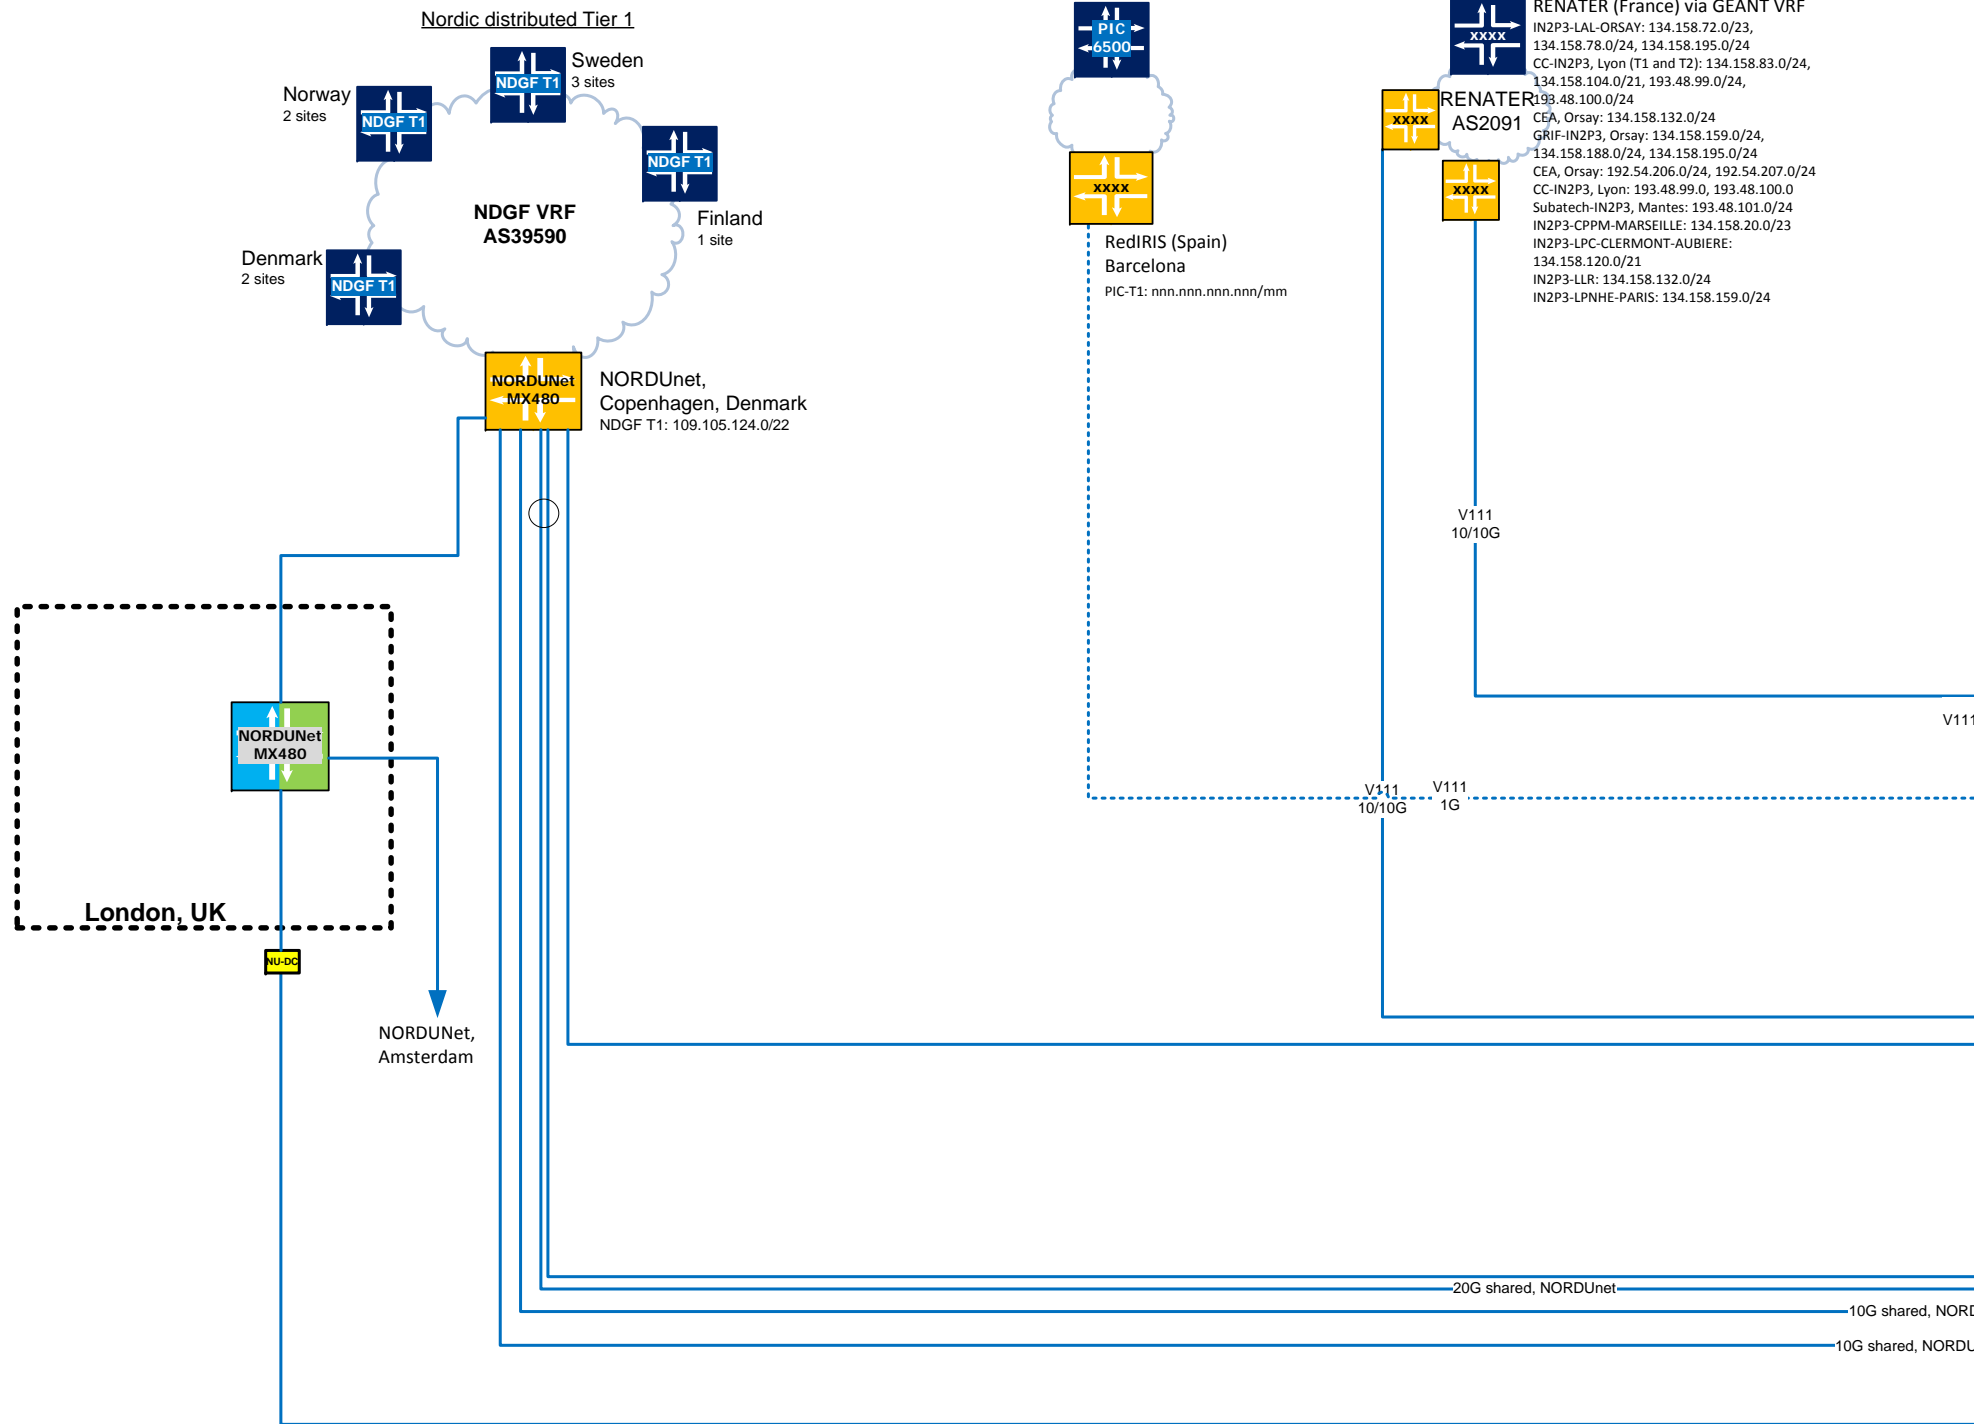 Nordic distributed Tier 1
Sweden
3 sites
NDGF T1
Norway
2 sites
NDGF T1
NDGF T1
Finland
1 site
NDGF VRF
AS39590
Denmark
2 sites
NDGF T1
NORDUNet
MX480
NORDUnet,
Copenhagen, Denmark
NDGF T1: 109.105.124.0/22
PIC
6500
xxxx
RedIRIS (Spain)
Barcelona
PIC-T1: nnn.nnn.nnn.nnn/mm
xxxx
xxxx
RENATER
AS2091
xxxx
RENATER (France) via GEANT VRF
IN2P3-LAL-ORSAY: 134.158.72.0/23,
134.158.78.0/24, 134.158.195.0/24
CC-IN2P3, Lyon (T1 and T2): 134.158.83.0/24,
134.158.104.0/21, 193.48.99.0/24,
193.48.100.0/24
CEA, Orsay: 134.158.132.0/24
GRIF-IN2P3, Orsay: 134.158.159.0/24,
134.158.188.0/24, 134.158.195.0/24
CEA, Orsay: 192.54.206.0/24, 192.54.207.0/24
CC-IN2P3, Lyon: 193.48.99.0, 193.48.100.0
Subatech-IN2P3, Mantes: 193.48.101.0/24
IN2P3-CPPM-MARSEILLE: 134.158.20.0/23
IN2P3-LPC-CLERMONT-AUBIERE:
134.158.120.0/21
IN2P3-LLR: 134.158.132.0/24
IN2P3-LPNHE-PARIS: 134.158.159.0/24
V111
10/10G
V111
V111
10/10G
V111
1G
NORDUNet
MX480
London, UK
NU-DC
NORDUNet,
Amsterdam
20G shared, NORDUnet
10G shared, NORD
10G shared, NORDU